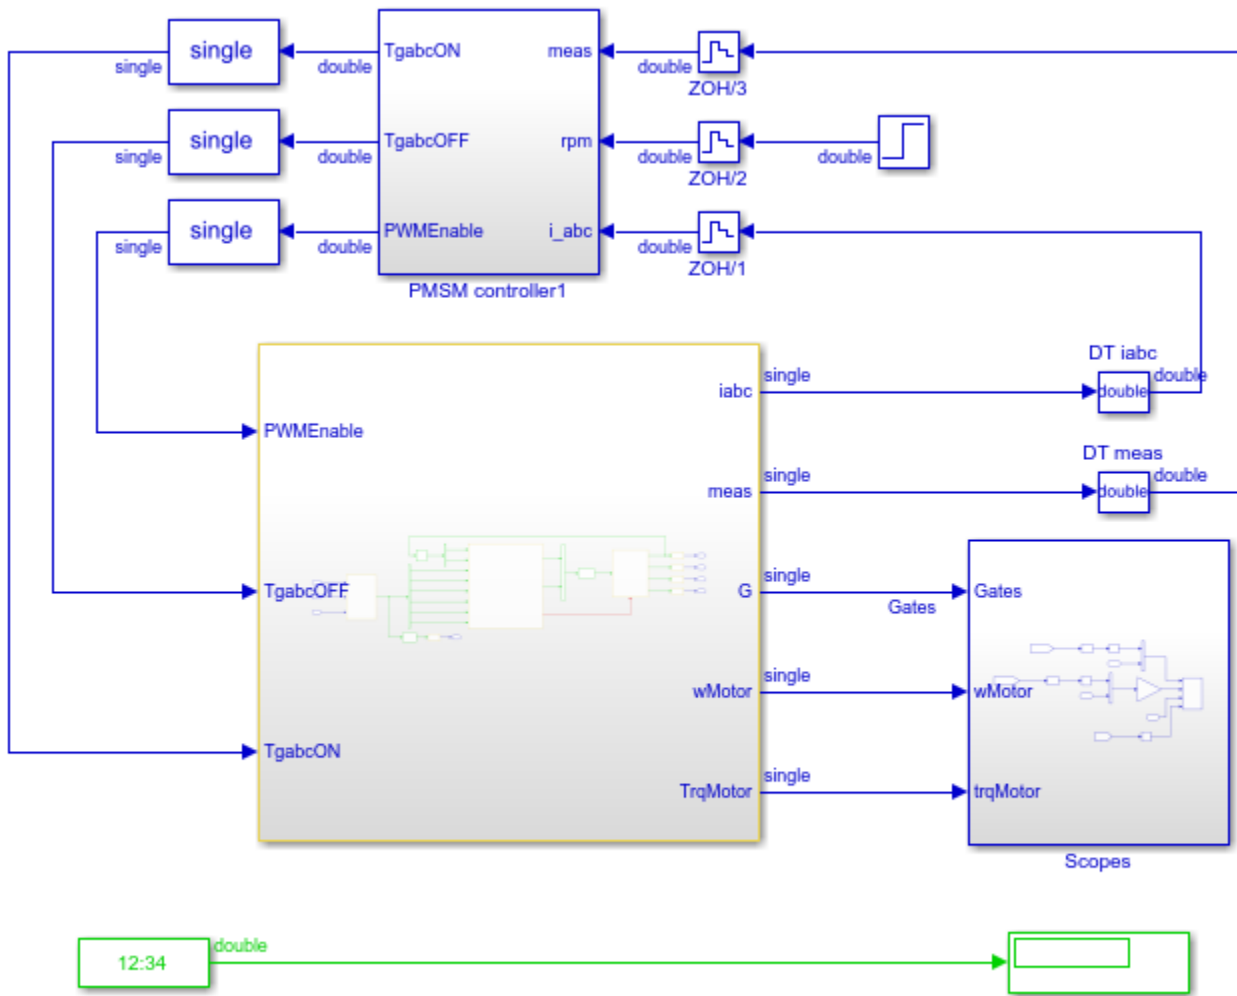 single
TgabcON
meas
single
double
double
ZOH/3
single
TgabcOFF
rpm
single
double
double
double
ZOH/2
single
PWMEnable
i_abc
single
double
double
ZOH/1
PMSM controller1
DT iabc
iabc
single
double
double
PWMEnable
DT meas
meas
single
double
double
TgabcOFF
G
single
Gates
Gates
wMotor
single
wMotor
TgabcON
TrqMotor
single
trqMotor
Scopes
12:34
double